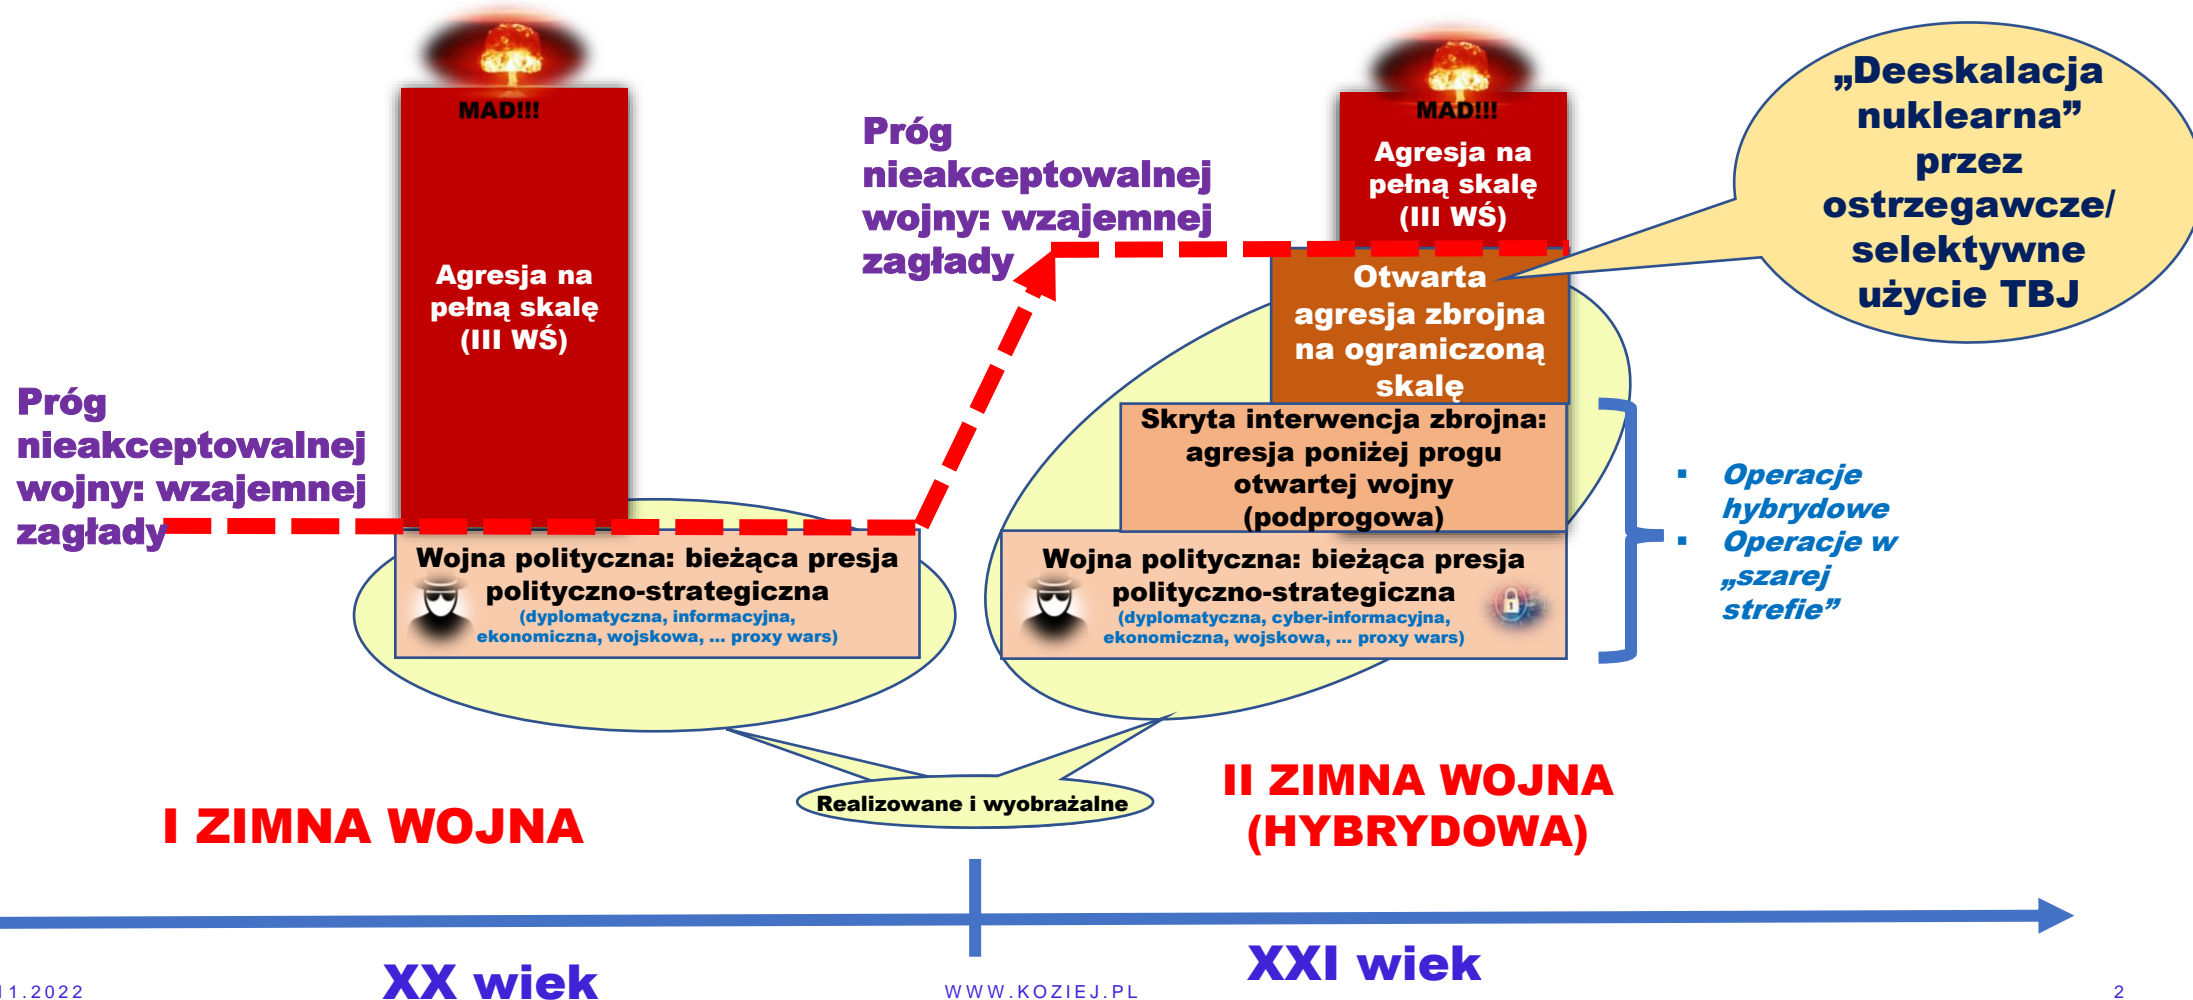 MAD!!!
Agresja na
pełną skalę
(III WŚ)
Próg
nieakceptowalnej
wojny: wzajemnej
zagłady
Wojna polityczna: bieżąca presja
polityczno-strategiczna
(dyplomatyczna, informacyjna,
ekonomiczna, wojskowa, ... proxy wars)
I ZIMNA WOJNA
Próg
nieakceptowalnej
wojny: wzajemnej
zagłady
MAD!!!
Agresja na
pełną skalę
(III WŚ)
Otwarta
agresja zbrojna
na ograniczoną
skalę
Skryta interwencja zbrojna:
agresja poniżej progu
otwartej wojny
(podprogowa)
Wojna polityczna: bieżąca presja
polityczno-strategiczna
(dyplomatyczna, cyber-informacyjna,
ekonomiczna, wojskowa, ... proxy wars)
„Deeskalacja
nuklearna”
przez
ostrzegawcze/
selektywne
użycie TBJ
▪ Operacje
hybrydowe
▪ Operacje w
„szarej
strefie”
Realizowane i wyobrażalne
II ZIMNA WOJNA
(HYBRYDOWA)
XX wiek
XXI wiek
11.2022
WWW.KOZIEJ.PL
2